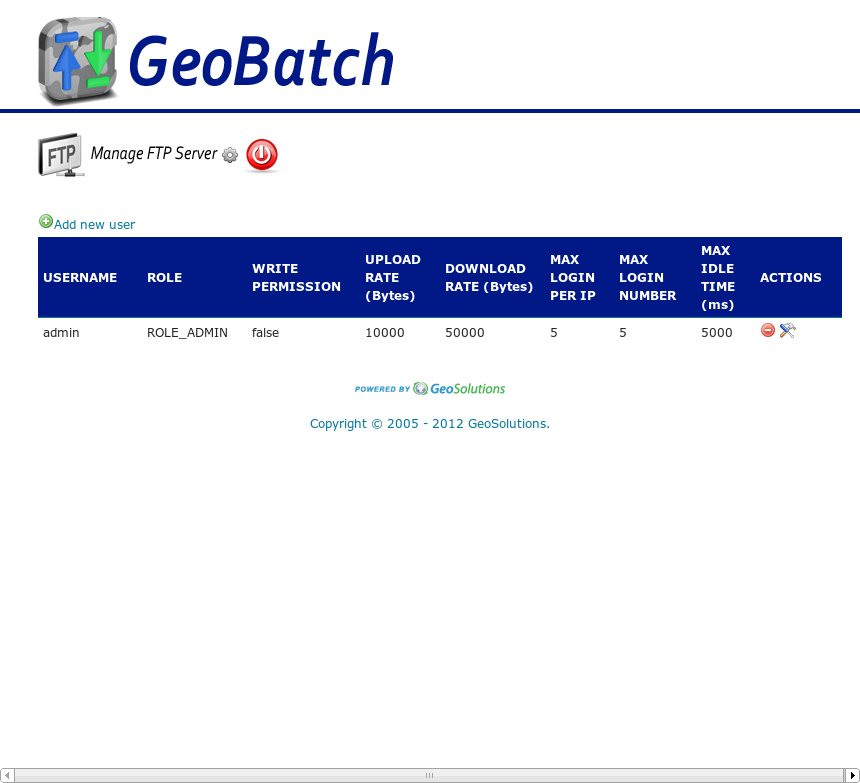 GeoBatch
FTP Manage FTP Server
Add new user
USERNAME ROLE WRITE PERMISSION UPLOAD RATE (Bytes) DOWNLOAD RATE (Bytes) MAX LOGIN PER IP MAX LOGIN NUMBER MAX IDLE TIME (ms) ACTIONS
admin ROLE_ADMIN false 10000 50000 5 5 5000
POWERED BY GeoSolutions
Copyright © 2005 - 2012 GeoSolutions.